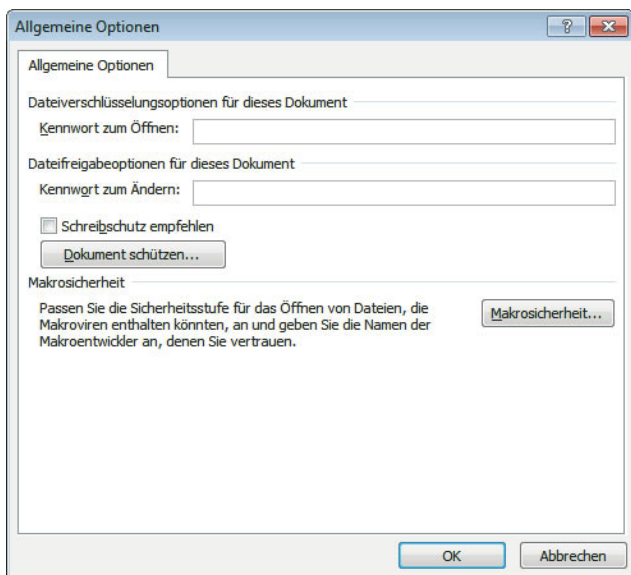 Allgemeine Optionen
Allgemeine Optionen
Dateiverschlüsselungsoptionen für dieses Dokument
Kennwort zum Öffnen:
Dateifreigabeoptionen für dieses Dokument
Kennwort zum Ändern:
Schreibschutz empfehlen
Dokument schützen...
Makrosicherheit
Passen Sie die Sicherheitsstufe für das Öffnen von Dateien, die
Makroviren enthalten könnten, an und geben Sie die Namen der
Makroentwickler an, denen Sie vertrauen.
Makrosicherheit...
OK
Abbrechen